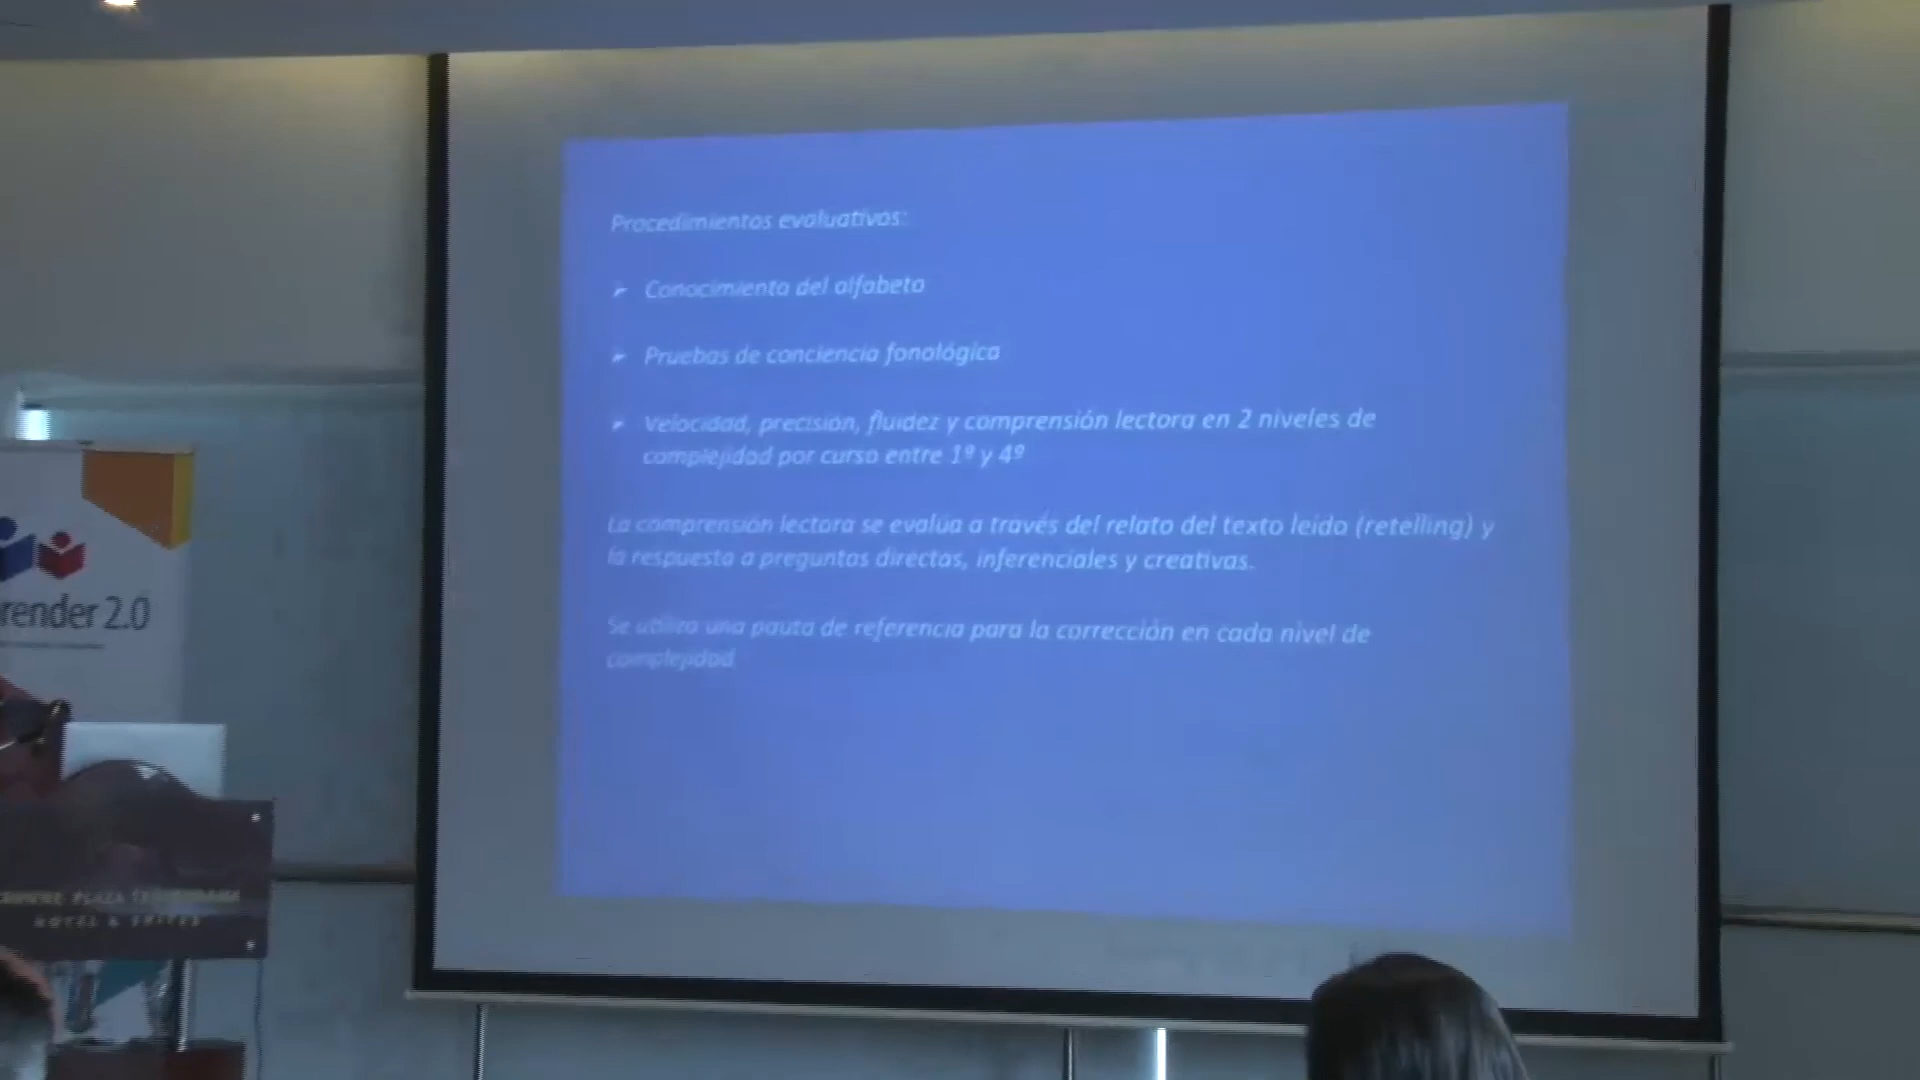 Procedimientos evaluativos:
Conocimiento del alfabeto
Pruebas de conciencia fonológica
Velocidad, precisión, fluidez y comprensión lectora en 2 niveles de
complejidad por curso entre 1º y 4º
La comprensión lectora se evalúa a través del relato del texto leído (retelling) y
la respuesta a preguntas directas, inferenciales y creativas.
Se utiliza una pauta de referencia para la corrección en cada nivel de
complejidad
render 2.0
PLAZA
HOTEL & SUITES